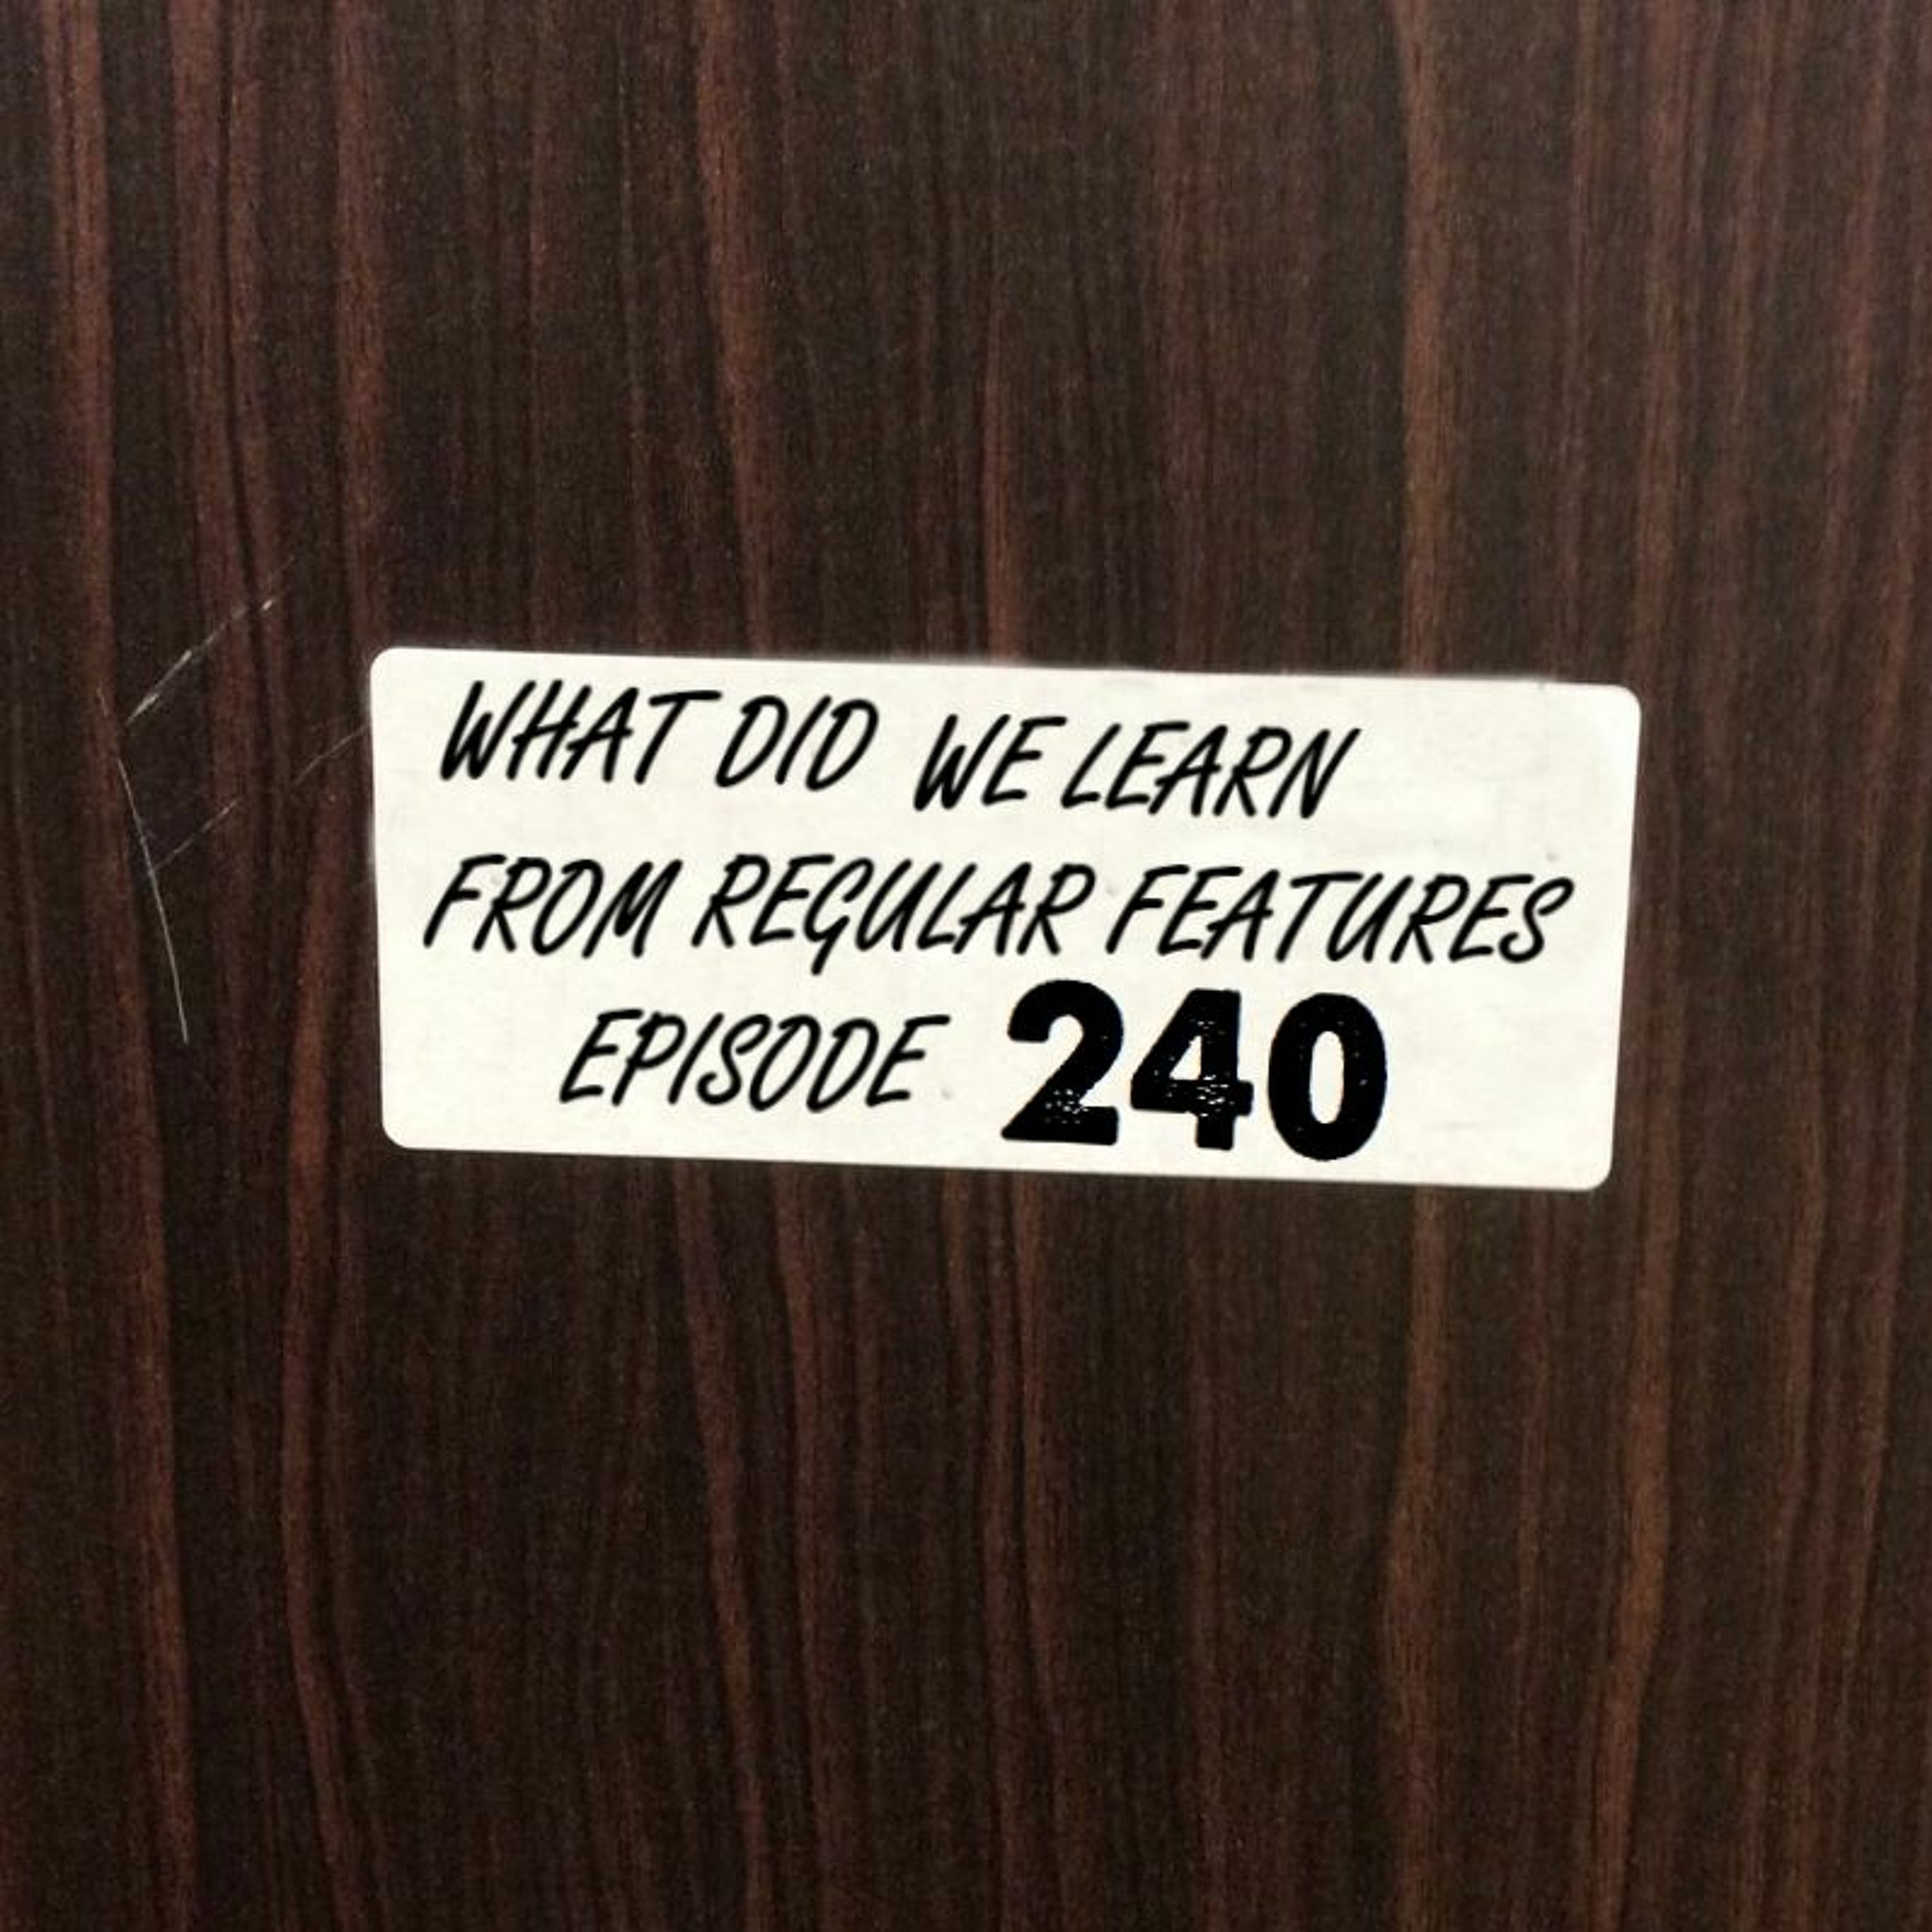 WHAT DID WE LEARN
FROM REGULAR FEATURES
EPISODE 240